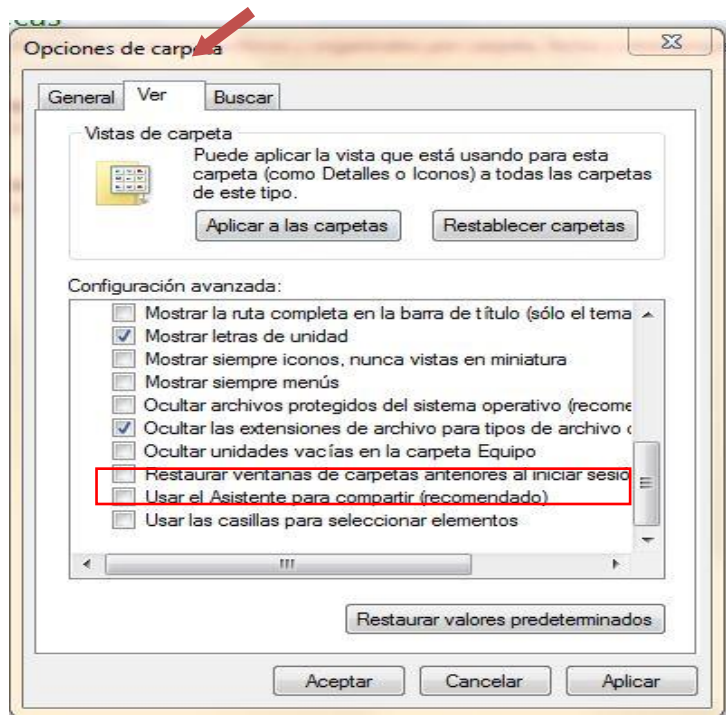 Opciones de carpeta
General
Ver
Buscar
Vistas de carpeta
Puede aplicar la vista que está usando para esta
carpeta (como Detalles o Iconos) a todas las carpetas
de este tipo.
Aplicar a las carpetas
Restablecer carpetas
Configuración avanzada:
Mostrar la ruta completa en la barra de título (sólo el tema
Mostrar letras de unidad
Mostrar siempre iconos, nunca vistas en miniatura
Mostrar siempre menús
Ocultar archivos protegidos del sistema operativo (recome
Ocultar las extensiones de archivo para tipos de archivo c
Ocultar unidades vacías en la carpeta Equipo
Restaurar ventanas de carpetas anteriores al iniciar sesio
Usar el Asistente para compartir (recomendado)
Usar las casillas para seleccionar elementos
Restaurar valores predeterminados
Aceptar
Cancelar
Aplicar